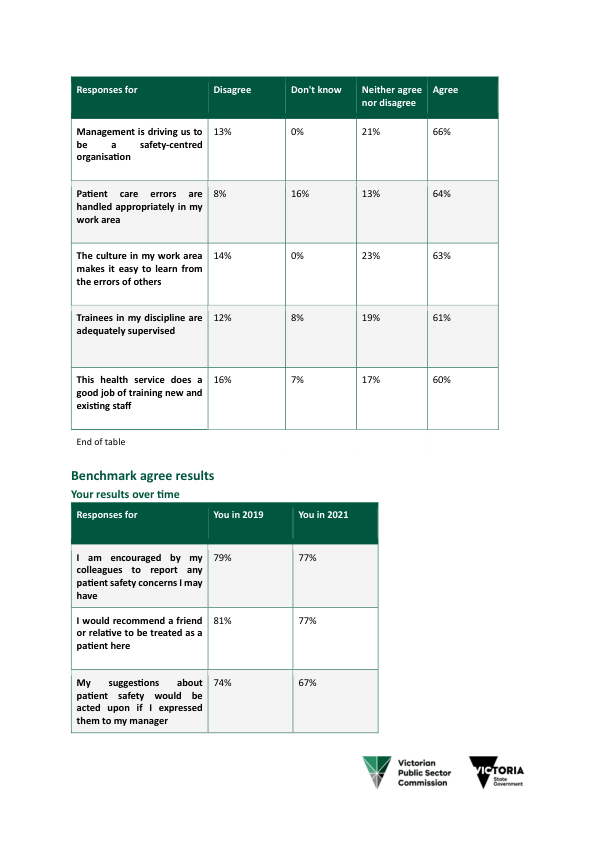 Responses for Disagree Don't know Neither agree Agree
nor disagree
Management is driving us to 13% 0% 21% 66%
be a safety-centred
organisation
Patient care errors are 8% 16% 13% 64%
handled appropriately in my
work area
The culture in my work area 14% 0% 23% 63%
makes it easy to learn from
the errors of others
Trainees in my discipline are 12% 8% 19% 61%
adequately supervised
This health service does a 16% 7% 17% 60%
good job of training new and
existing staff
End of table
Benchmark agree results
Your results over time
Responses for You in 2019 You in 2021
I am encouraged by my 79% 77%
colleagues to report any
patient safety concerns I may
have
I would recommend a friend 81% 77%
or relative to be treated as a
patient here
My suggestions about 74% 67%
patient safety would be
acted upon if I expressed
them to my manager
Victorian
Public Sector
Commission
VICTORIA
State
Government